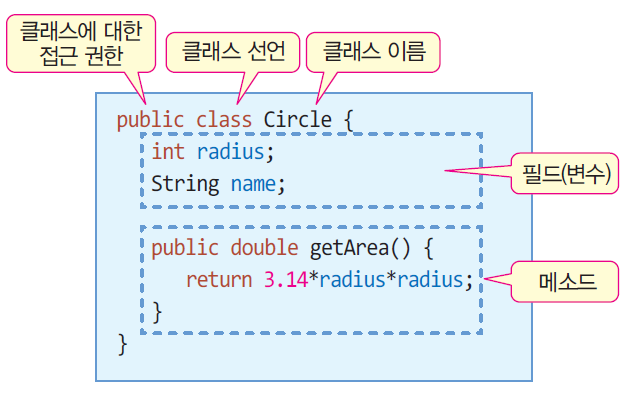 클래스에 대한
접근 권한
클래스 선언
클래스 이름
public class Circle {
int radius;
String name;
필드(변수)
public double getArea() {
return 3.14*radius*radius;
메소드
}
}